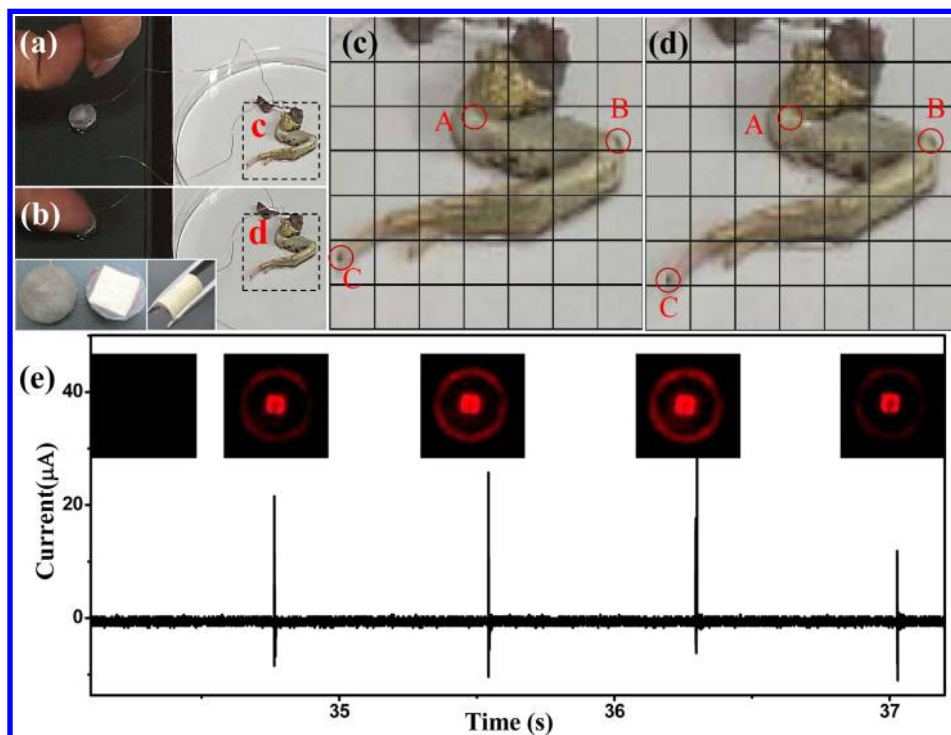 (a)
c
(b)
d
(c)
A
B
C
(d)
A
B
C
(e)
Current(μA)
40
20
0
35
36
37
Time (s)